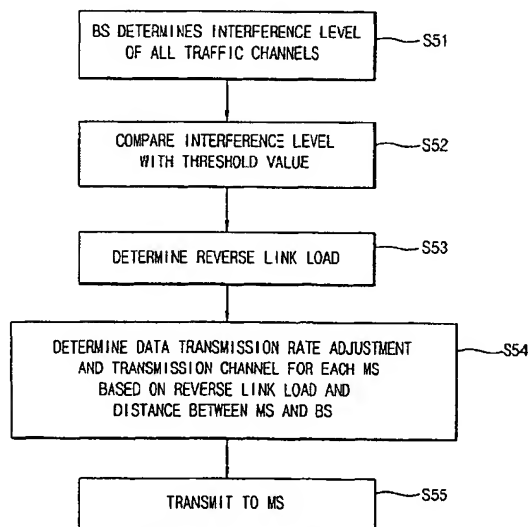 BS DETERMINES INTERFERENCE LEVEL
OF ALL TRAFFIC CHANNELS
S51
COMPARE INTERFERENCE LEVEL
WITH THRESHOLD VALUE
S52
DETERMINE REVERSE LINK LOAD
S53
DETERMINE DATA TRANSMISSION RATE ADJUSTMENT
AND TRANSMISSION CHANNEL FOR EACH MS
BASED ON REVERSE LINK LOAD AND
DISTANCE BETWEEN MS AND BS
S54
TRANSMIT TO MS
S55